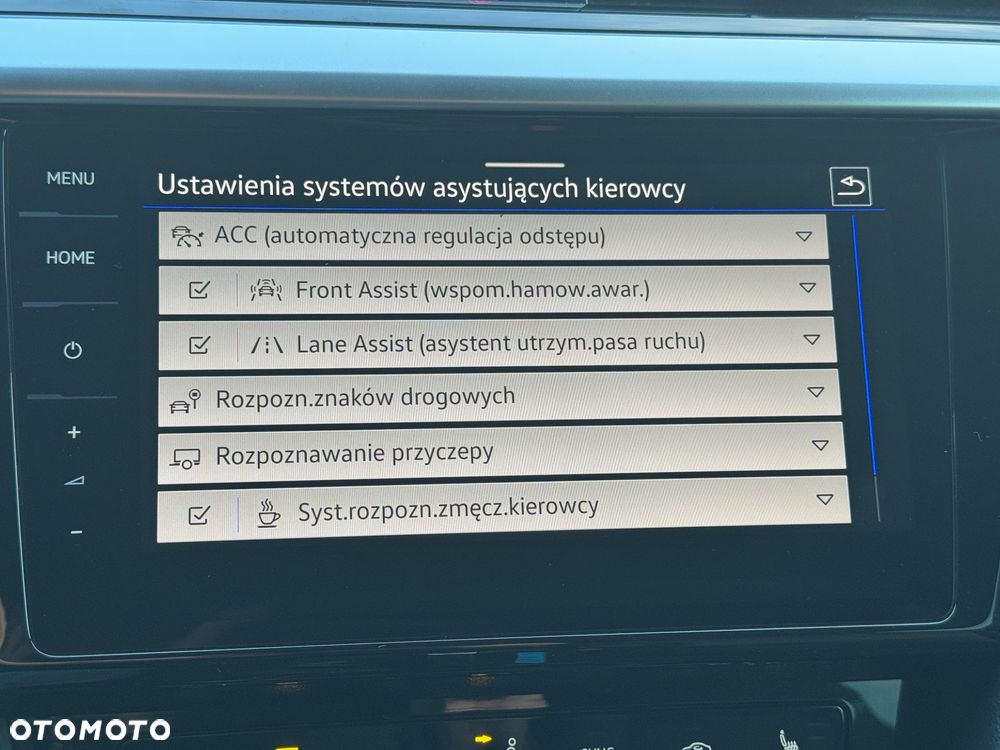 MENU
Ustawienia systemów asystujących kierowcy
ACC (automatyczna regulacja odstępu)
HOME
Front Assist (wspom.hamow.awar.)
Lane Assist (asystent utrzym.pasa ruchu)
Rozpozn.znaków drogowych
Rozpoznawanie przyczepy
Syst.rozpozn.zmęcz.kierowcy
+
-
OTOMOTO
SYNC